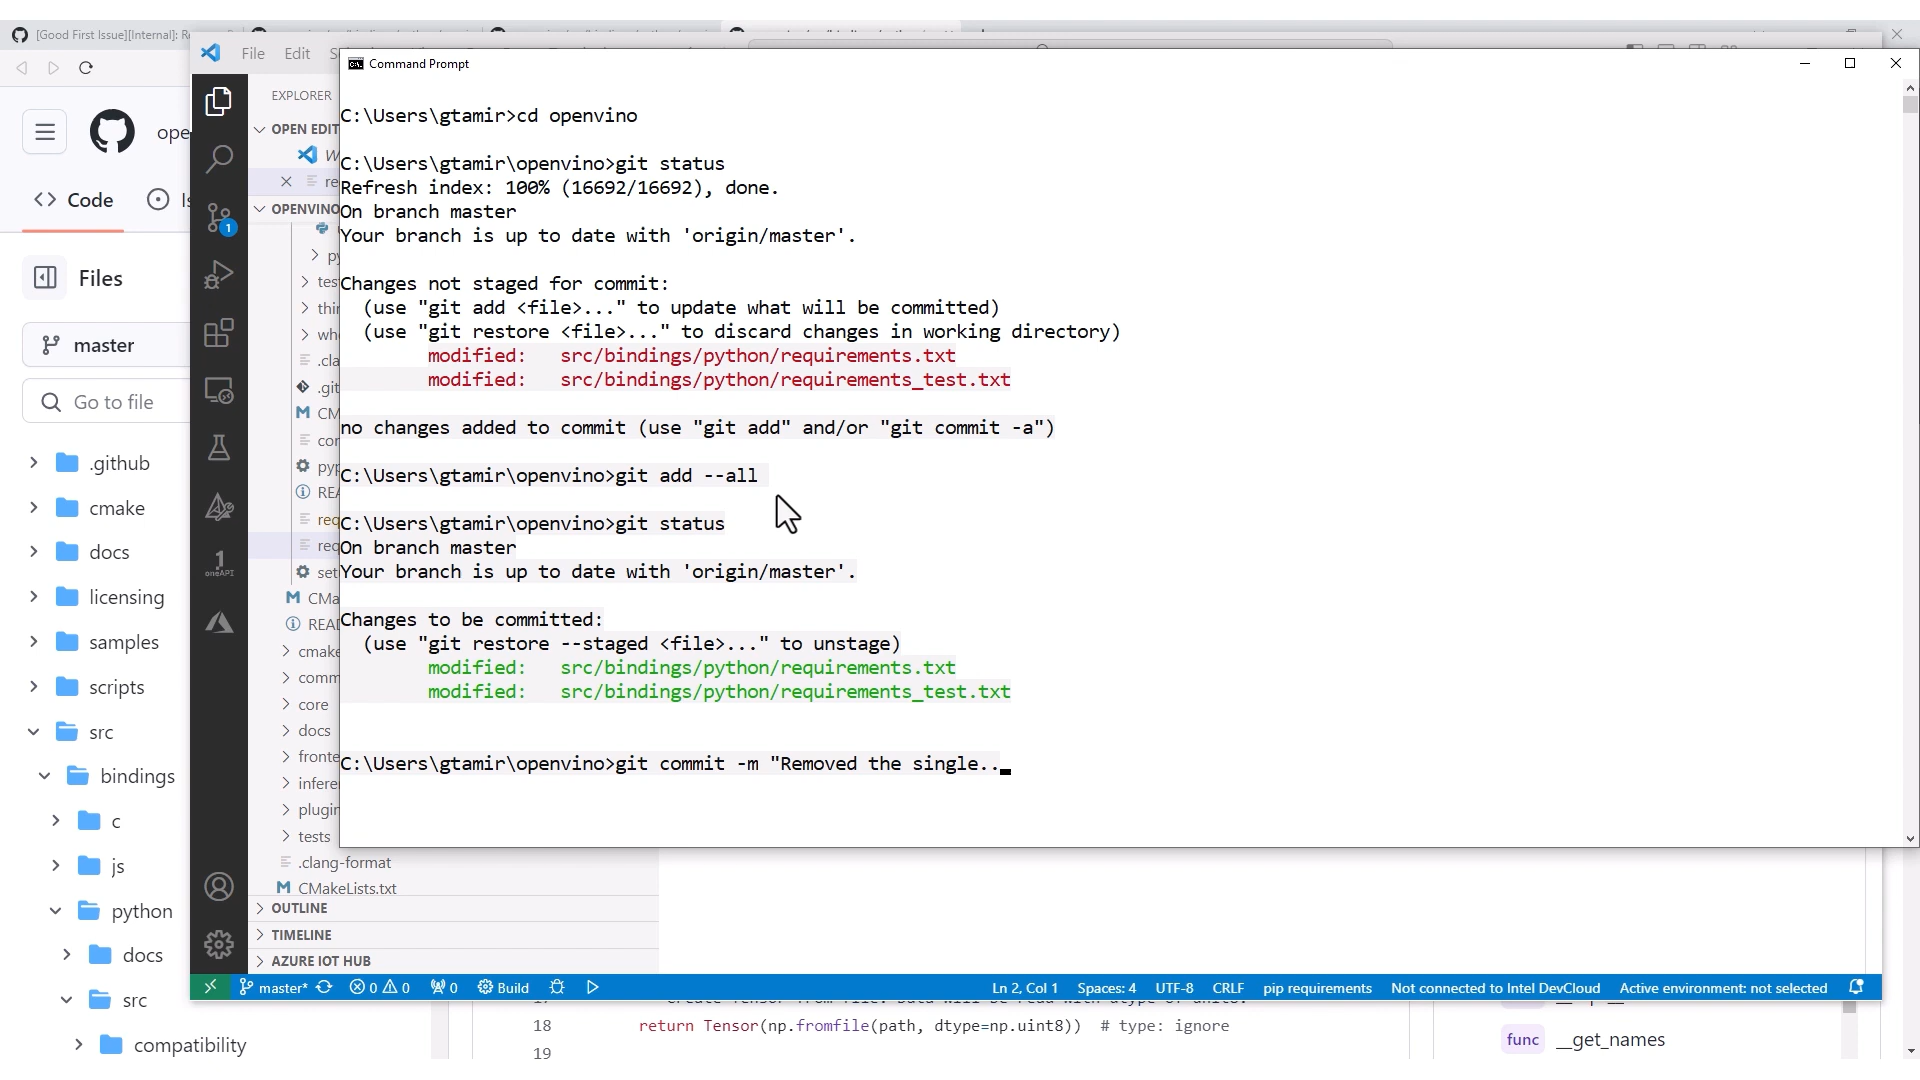 [Good First Issue][Internal]: Re
File Edit
Command Prompt
C:\Users\gtamir>cd openvino
C:\Users\gtamir\openvino>git status
Refresh index: 100% (16692/16692), done.
On branch master
Your branch is up to date with 'origin/master'.
Changes not staged for commit:
(use "git add <file>..." to update what will be committed)
(use "git restore <file>..." to discard changes in working directory)
modified: src/bindings/python/requirements.txt
modified: src/bindings/python/requirements_test.txt
no changes added to commit (use "git add" and/or "git commit -a")
C:\Users\gtamir\openvino>git add --all
C:\Users\gtamir\openvino>git status
On branch master
Your branch is up to date with 'origin/master'.
Changes to be committed:
(use "git restore --staged <file>..." to unstage)
modified: src/bindings/python/requirements.txt
modified: src/bindings/python/requirements_test.txt
C:\Users\gtamir\openvino>git commit -m "Removed the single.._
ope
Code
Is
Files
master
Go to file
.github
cmake
docs
licensing
samples
scripts
src
bindings
c
js
python
docs
src
compatibility
1
1
oneAPI
EXPLORER
OPEN EDIT
W
re
OPENVINO
py
tes
thir
whe
.cla
.git
CM
con
pyp
REA
req
req
set
CMa
READ
cmake
comm
core
docs
fronte
infere
plugin
tests
.clang-format
CMakeLists.txt
OUTLINE
TIMELINE
AZURE IOT HUB
master* 0 0 0 Build
Ln 2, Col 1 Spaces: 4 UTF-8 CRLF pip requirements Not connected to Intel DevCloud Active environment: not selected
18 return Tensor(np.fromfile(path, dtype=np.uint8)) # type: ignore
19
func __get_names